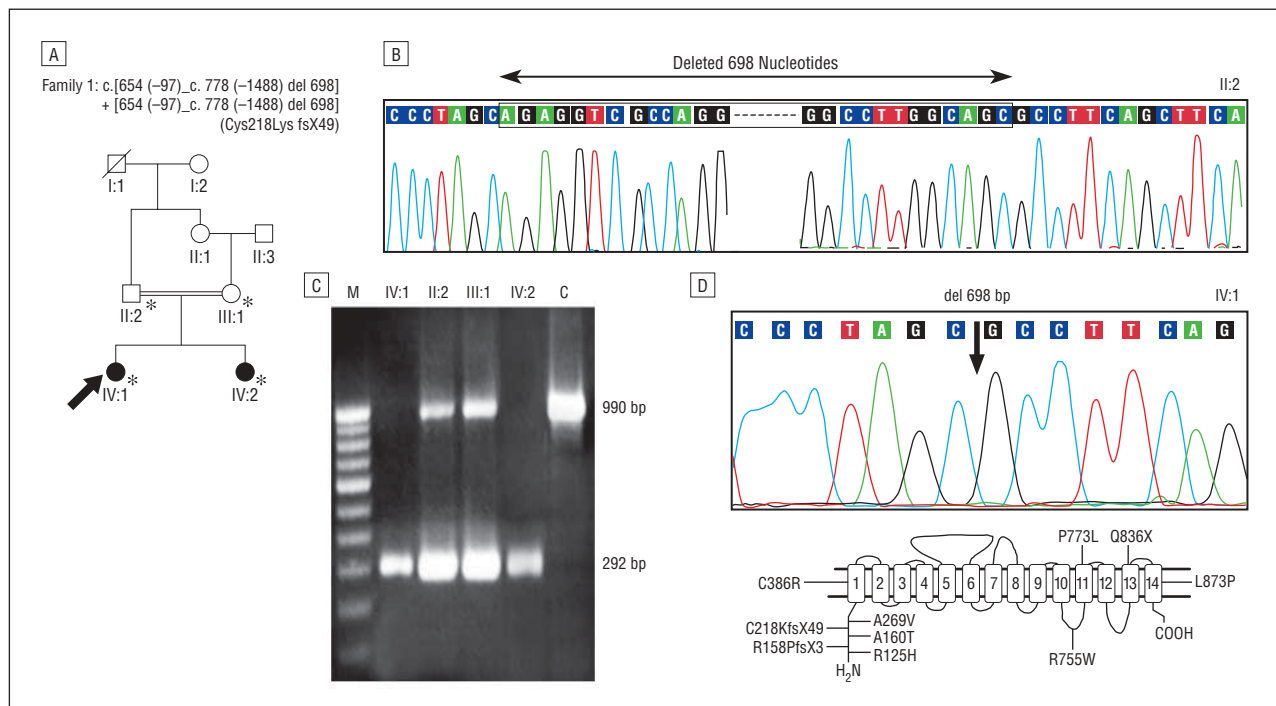 A
Family 1: c.[654 (−97)_c. 778 (−1488) del 698]
+ [654 (−97)_c. 778 (−1488) del 698]
(Cys218Lys fsX49)
I:1 I:2
II:1 II:3
II:2 * III:1 *
IV:1 * IV:2 *
B
Deleted 698 Nucleotides
II:2
C C C T A G C A G A G G T C G C C A G G ---------- G G C C T T G G C A G C G C C T T C A G C T T C A
C
M IV:1 II:2 III:1 IV:2 C
990 bp
292 bp
D
del 698 bp IV:1
C C C T A G C G C C T T C A G
P773L Q836X
C386R 1 2 3 4 5 6 7 8 9 10 11 12 13 14 L873P
C218KfsX49 A269V
R158PfsX3 A160T
R125H
H2N
R755W
COOH